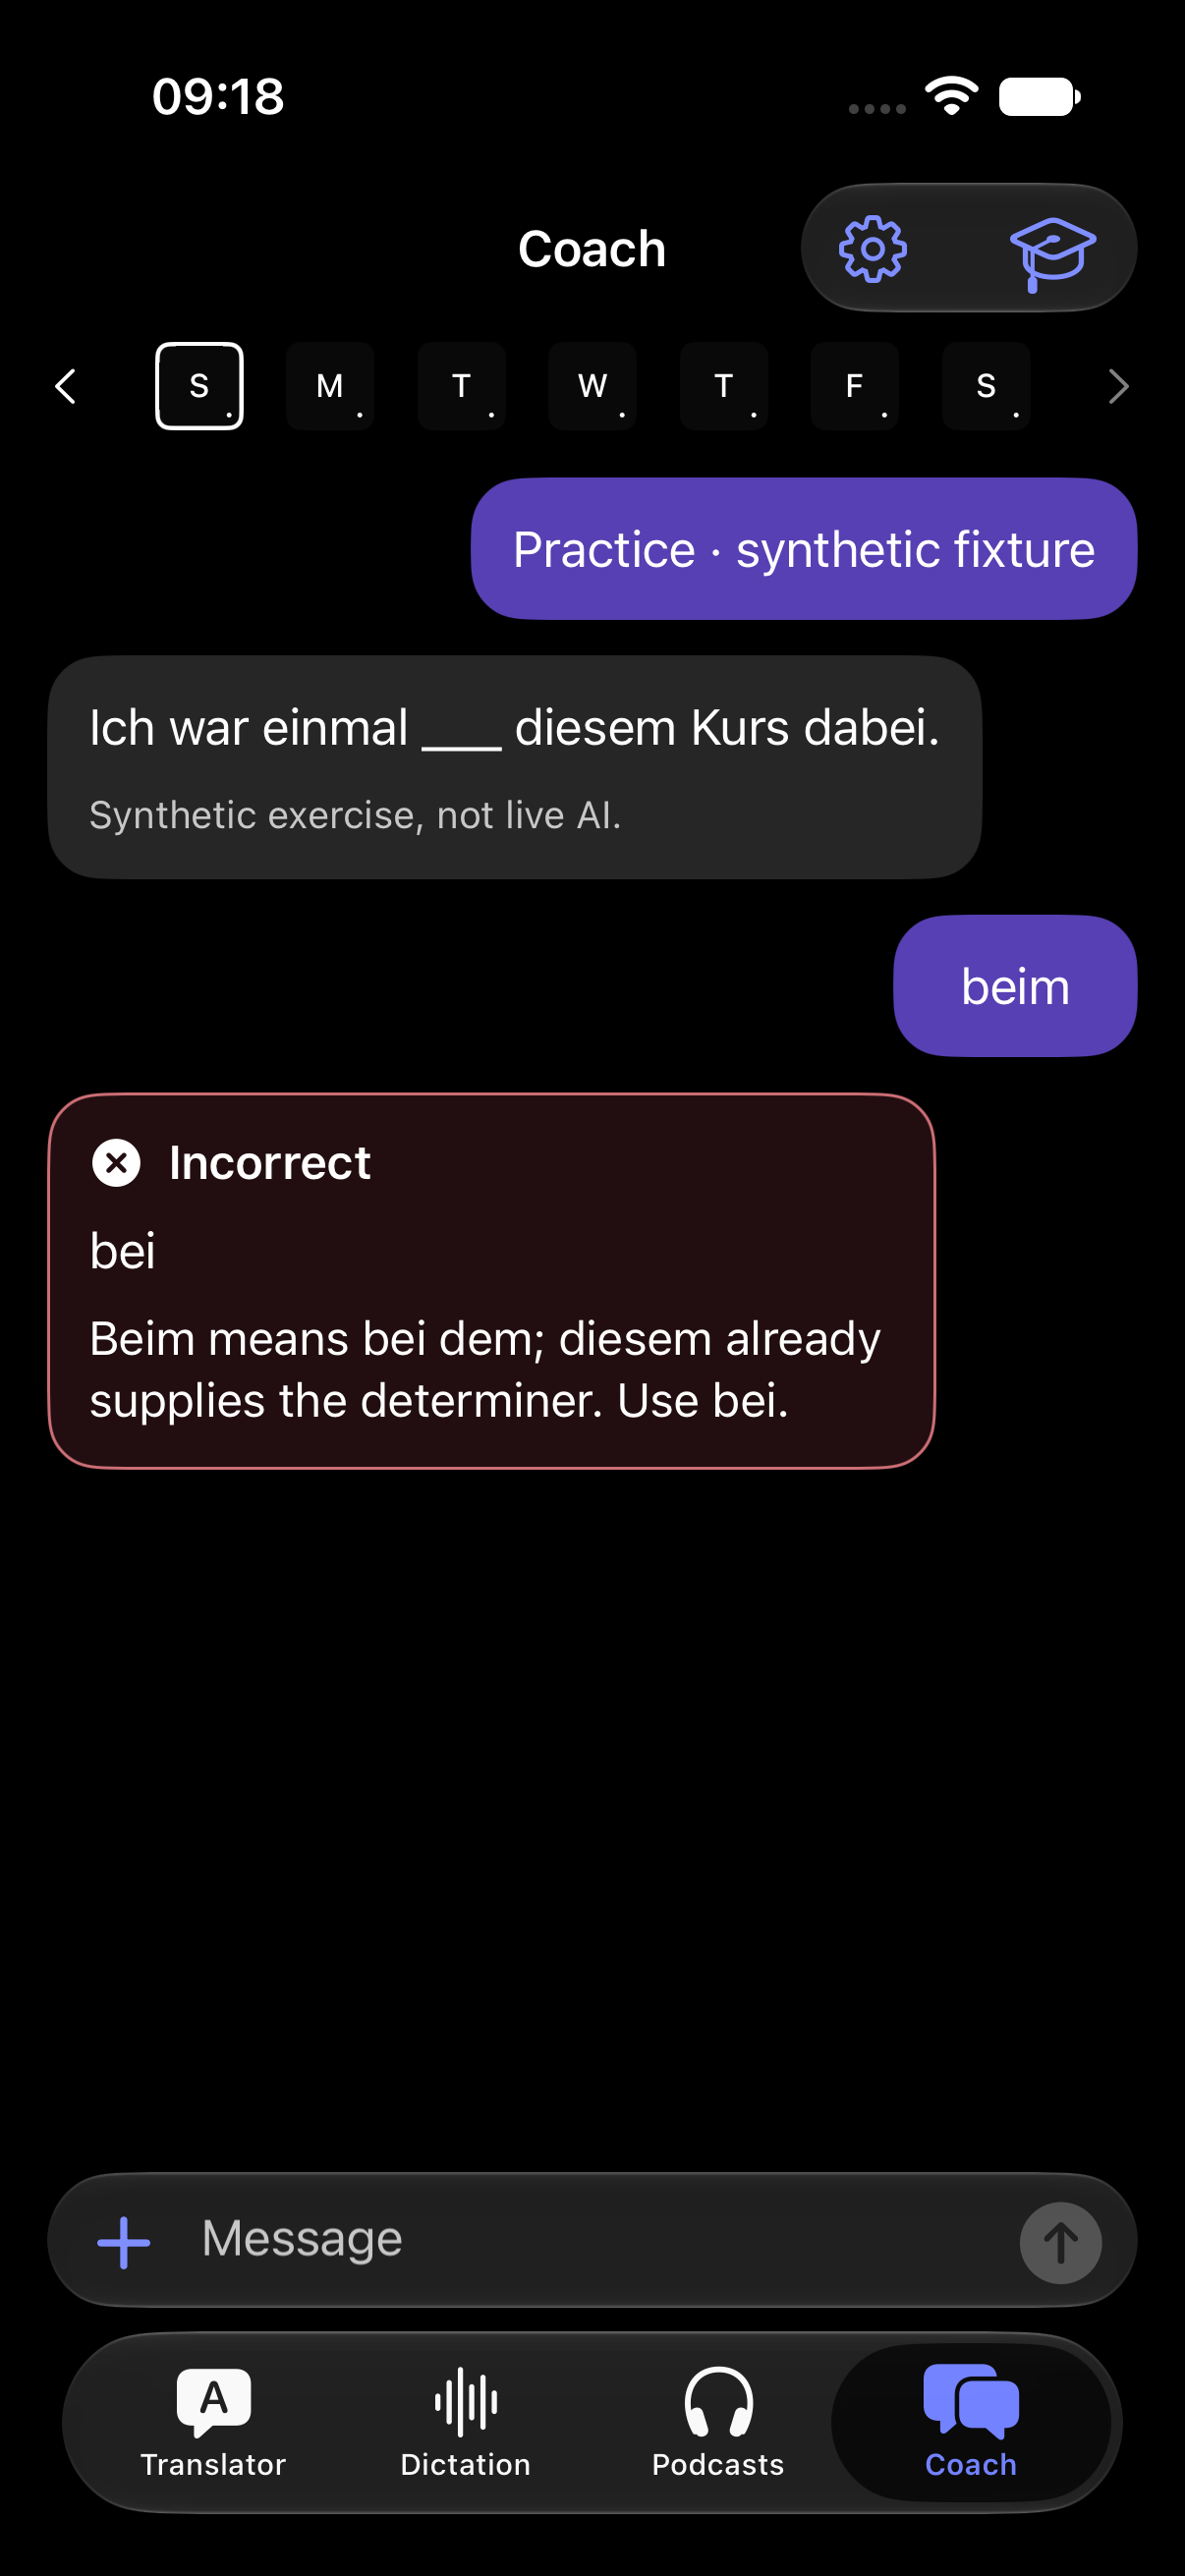 09:18
Coach
S. M. T. W. T. F. S.
Practice · synthetic fixture
Ich war einmal ___ diesem Kurs dabei.
Synthetic exercise, not live AI.
beim
Incorrect
bei
Beim means bei dem; diesem already
supplies the determiner. Use bei.
Message
A
Translator Dictation Podcasts Coach